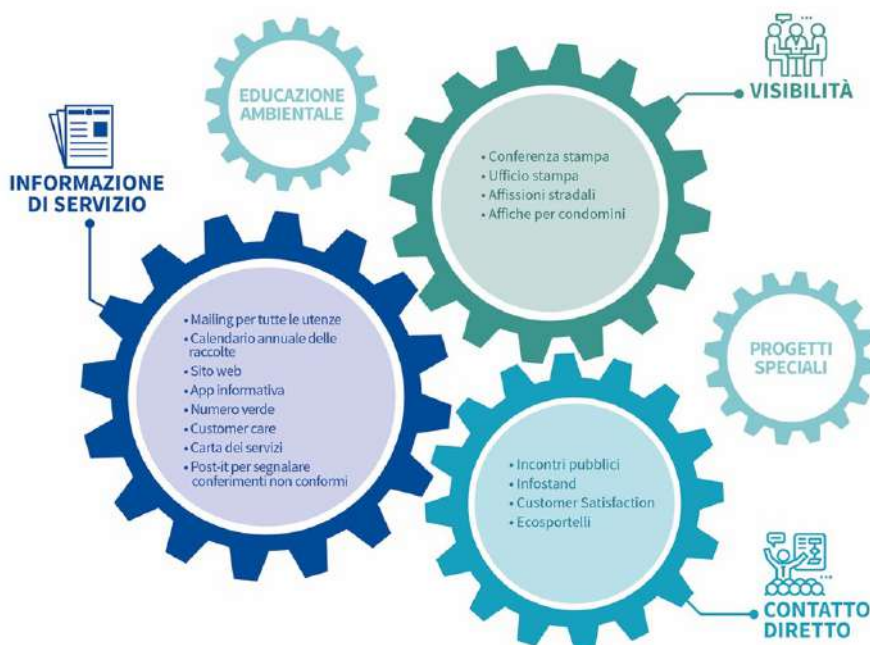 EDUCAZIONE
AMBIENTALE
VISIBILITÀ
• Conferenza stampa
• Ufficio stampa
• Affissioni stradali
• Affiche per condomini
INFORMAZIONE
DI SERVIZIO
• Mailing per tutte le utenze
• Calendario annuale delle
raccolte
• Sito web
• App informativa
• Numero verde
• Customer care
• Carta dei servizi
• Post-it per segnalare
conferimenti non conformi
PROGETTI
SPECIALI
• Incontri pubblici
• Infostand
• Customer Satisfaction
• Ecosportelli
CONTATTO
DIRETTO